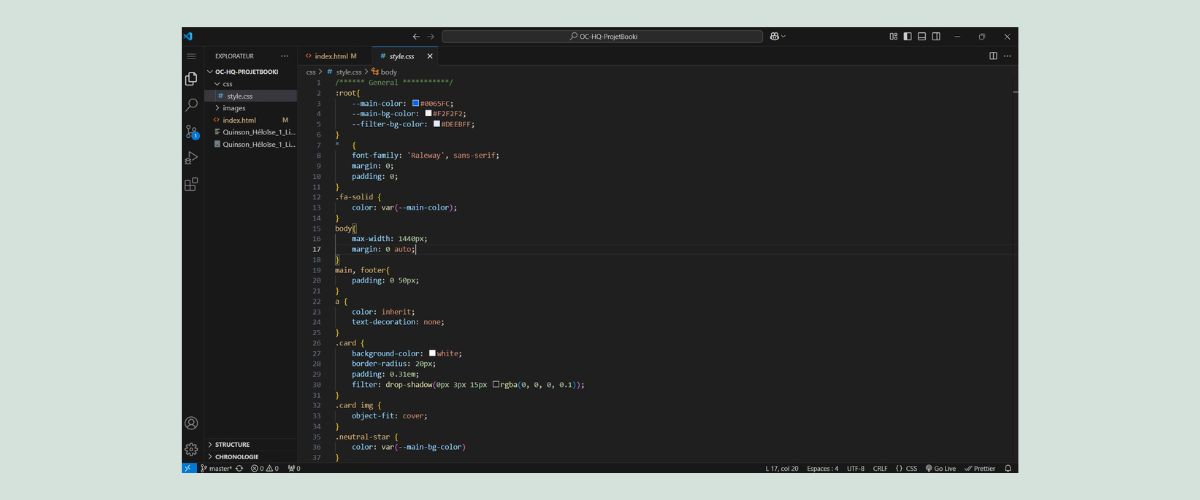 OC-HQ-ProjetBooki
EXPLORATEUR
index.html M
style.css
OC-HQ-PROJETBOOKI
css
style.css
images
index.html M
Quinson_Héloïse_1_Li...
Quinson_Héloïse_1_Li...
STRUCTURE
CHRONOLOGIE
css > style.css > body
1 /****** General ***********/
2 :root{
3 --main-color: #0065FC;
4 --main-bg-color: #F2F2F2;
5 --filter-bg-color: #DEEBFF;
6 }
7 * {
8 font-family: 'Raleway', sans-serif;
9 margin: 0;
10 padding: 0;
11 }
12 .fa-solid {
13 color: var(--main-color);
14 }
15 body{
16 max-width: 1440px;
17 margin: 0 auto;
18 }
19 main, footer{
20 padding: 0 50px;
21 }
22 a {
23 color: inherit;
24 text-decoration: none;
25 }
26 .card {
27 background-color: white;
28 border-radius: 20px;
29 padding: 0.31em;
30 filter: drop-shadow(0px 3px 15px rgba(0, 0, 0, 0.1));
31 }
32 .card img {
33 object-fit: cover;
34 }
35 .neutral-star {
36 color: var(--main-bg-color)
37 }
master* 0 0 0 L 17, col 20 Espaces : 4 UTF-8 CRLF {} CSS Go Live Prettier